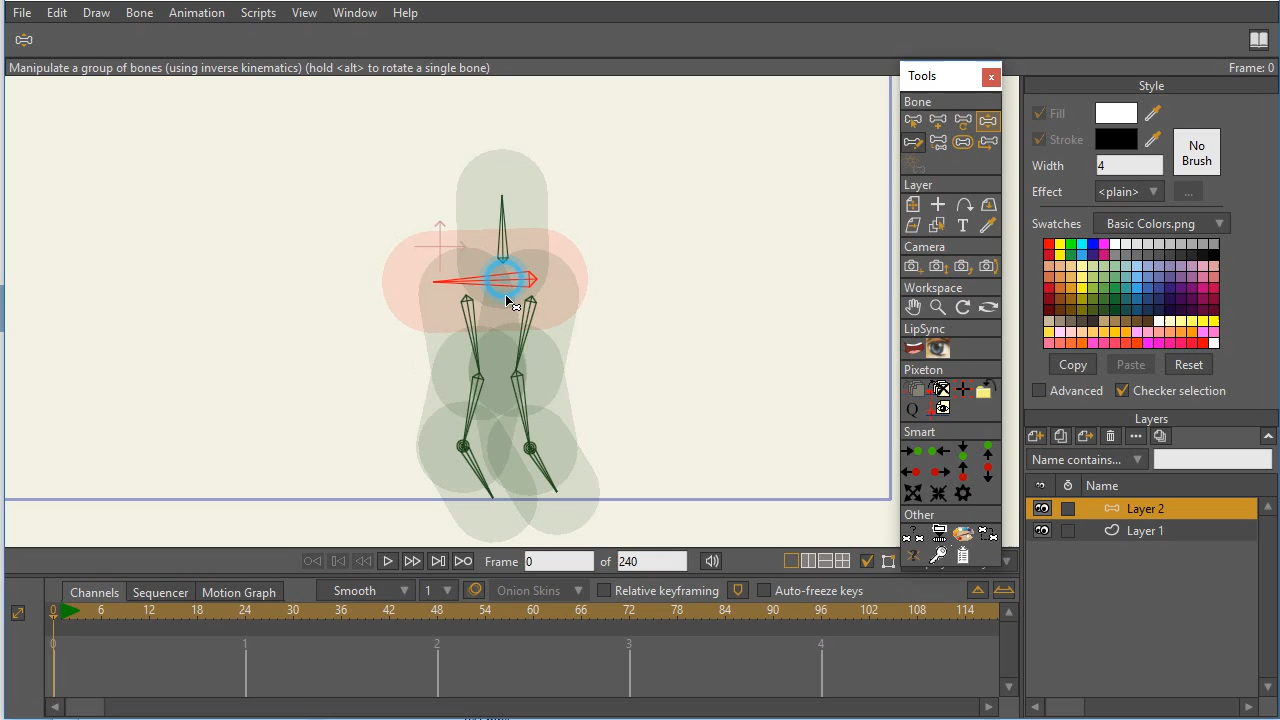 File Edit Draw Bone Animation Scripts View Window Help
Manipulate a group of bones (using inverse kinematics) (hold <alt> to rotate a single bone) Frame: 0
Tools x
Bone
Layer
T
Camera
Workspace
LipSync
Pixeton
Q
Smart
Other
Style
Fill
Stroke
No
Brush
Width 4
Effect <plain> ...
Swatches Basic Colors.png
Copy Paste Reset
Advanced Checker selection
Layers
Name contains...
Name
Layer 2
Layer 1
Frame 0 of 240
Channels Sequencer Motion Graph Smooth 1 Onion Skins Relative keyframing Auto-freeze keys
0 6 12 18 24 30 36 42 48 54 60 66 72 78 84 90 96 102 108 114
0 1 2 3 4